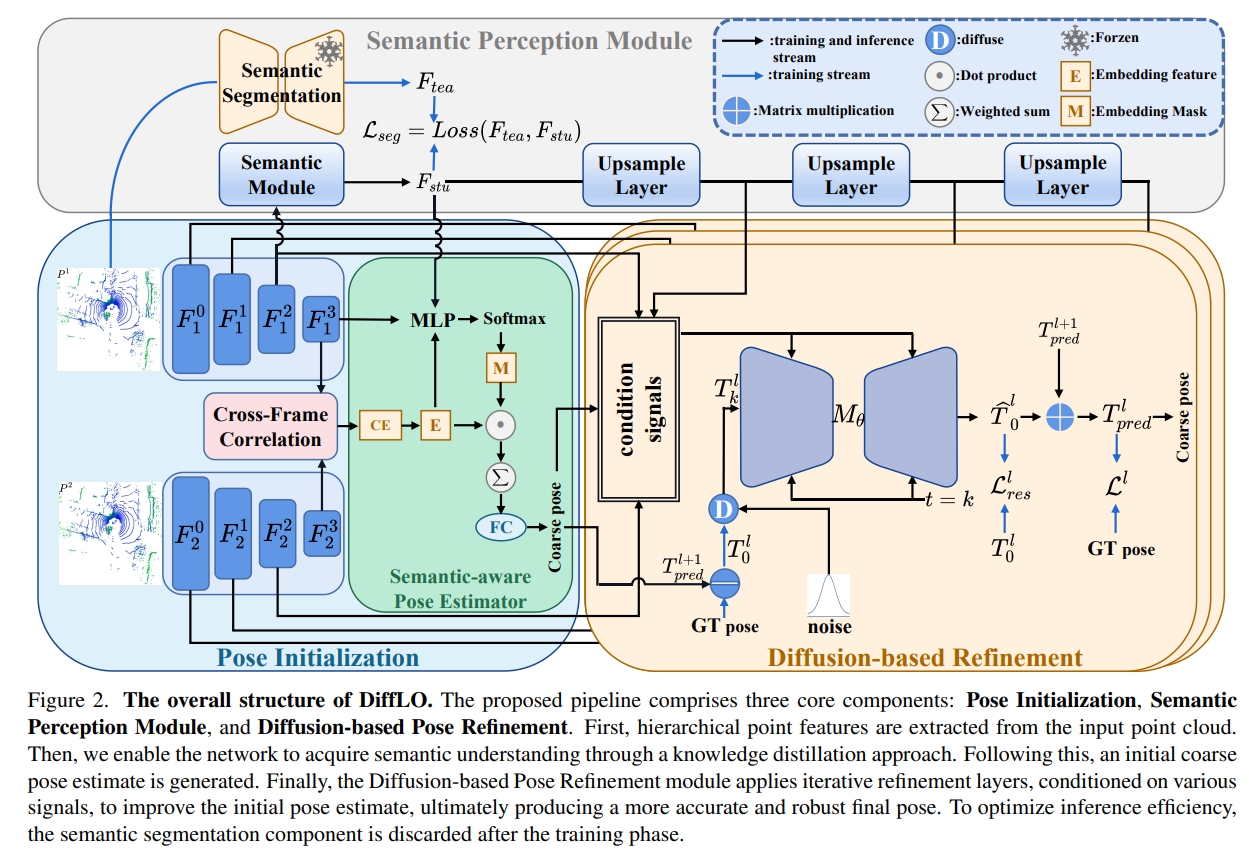 Semantic Perception Module
Semantic
Segmentation
F_{tea}
\mathcal{L}_{seg} = Loss(F_{tea}, F_{stu})
Semantic
Module
F_{stu}
Upsample
Layer
Upsample
Layer
Upsample
Layer
:training and inference
stream
:training stream
:Matrix multiplication
D :diffuse
:Dot product
Σ :Weighted sum
:Forzen
E :Embedding feature
M :Embedding Mask
P^1
F_1^0
F_1^1
F_1^2
F_1^3
Cross-Frame
Correlation
P^2
F_2^0
F_2^1
F_2^2
F_2^3
Pose Initialization
MLP
Softmax
M
CE
E
Σ
FC
Semantic-aware
Pose Estimator
Coarse pose
condition
signals
T_{pred}^{l+1}
GT pose
T_0^l
D
T_k^l
noise
M_θ
t = k
\widehat{T}_0^l
\mathcal{L}_{res}^l
T_0^l
T_{pred}^{l+1}
T_{pred}^l
\mathcal{L}^l
GT pose
Coarse pose
Diffusion-based Refinement
Figure 2. The overall structure of DiffLO. The proposed pipeline comprises three core components: Pose Initialization, Semantic
Perception Module, and Diffusion-based Pose Refinement. First, hierarchical point features are extracted from the input point cloud.
Then, we enable the network to acquire semantic understanding through a knowledge distillation approach. Following this, an initial coarse
pose estimate is generated. Finally, the Diffusion-based Pose Refinement module applies iterative refinement layers, conditioned on various
signals, to improve the initial pose estimate, ultimately producing a more accurate and robust final pose. To optimize inference efficiency,
the semantic segmentation component is discarded after the training phase.